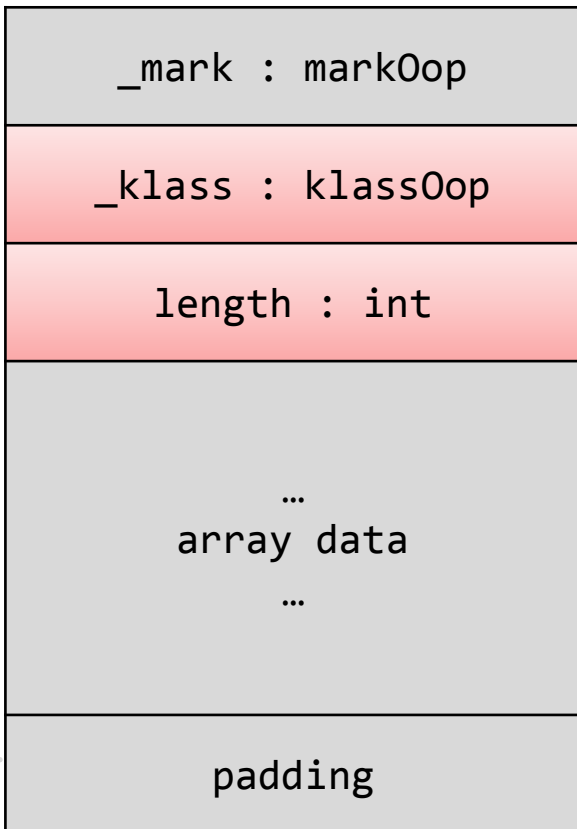 _mark : markOop
_klass : klassOop
length : int
…
array data
…
padding